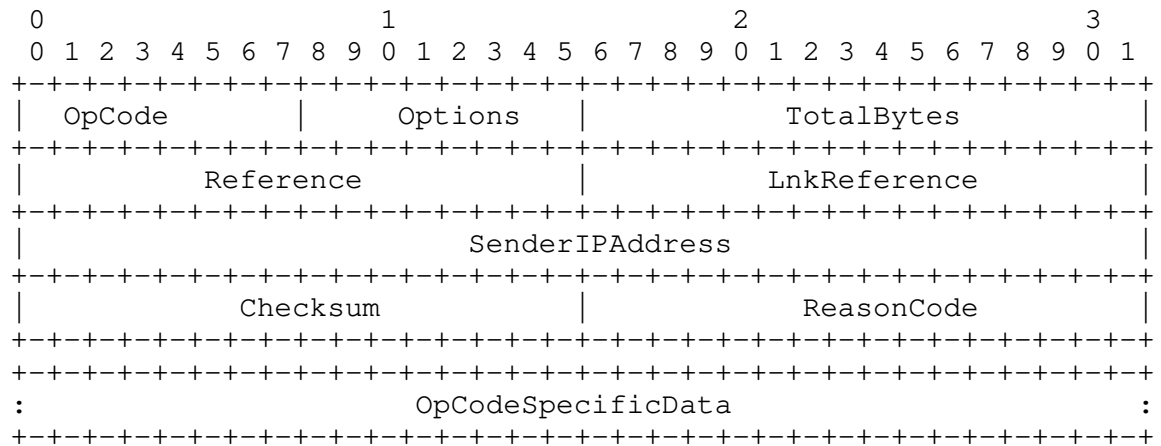 0                   1                   2                   3
 0 1 2 3 4 5 6 7 8 9 0 1 2 3 4 5 6 7 8 9 0 1 2 3 4 5 6 7 8 9 0 1
+-+-+-+-+-+-+-+-+-+-+-+-+-+-+-+-+-+-+-+-+-+-+-+-+-+-+-+-+-+-+-+-+
|  OpCode       |     Options   |           TotalBytes          |
+-+-+-+-+-+-+-+-+-+-+-+-+-+-+-+-+-+-+-+-+-+-+-+-+-+-+-+-+-+-+-+-+
|          Reference            |          LnkReference         |
+-+-+-+-+-+-+-+-+-+-+-+-+-+-+-+-+-+-+-+-+-+-+-+-+-+-+-+-+-+-+-+-+
|                         SenderIPAddress                       |
+-+-+-+-+-+-+-+-+-+-+-+-+-+-+-+-+-+-+-+-+-+-+-+-+-+-+-+-+-+-+-+-+
|            Checksum           |            ReasonCode         |
+-+-+-+-+-+-+-+-+-+-+-+-+-+-+-+-+-+-+-+-+-+-+-+-+-+-+-+-+-+-+-+-+
+-+-+-+-+-+-+-+-+-+-+-+-+-+-+-+-+-+-+-+-+-+-+-+-+-+-+-+-+-+-+-+-+
:                      OpCodeSpecificData                       :
+-+-+-+-+-+-+-+-+-+-+-+-+-+-+-+-+-+-+-+-+-+-+-+-+-+-+-+-+-+-+-+-+